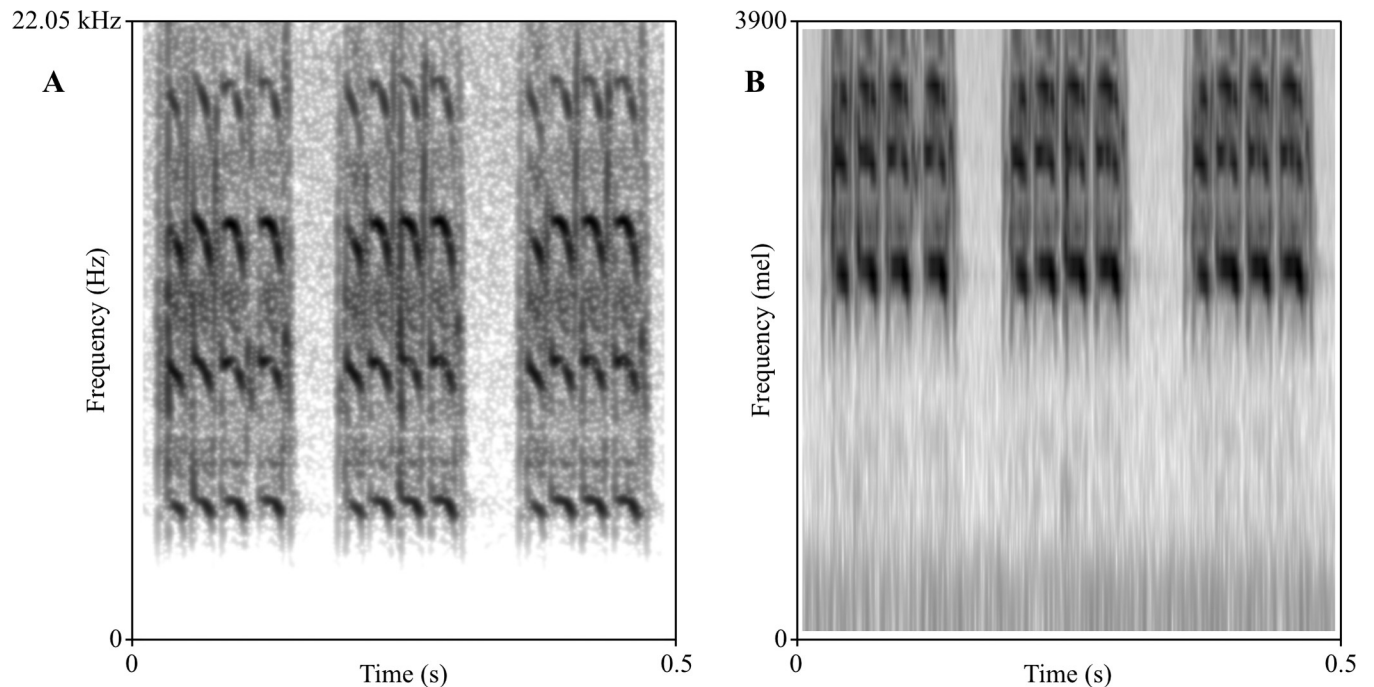 22.05 kHz
A
Frequency (Hz)
0
0
Time (s)
0.5
3900
B
Frequency (mel)
0
0
Time (s)
0.5